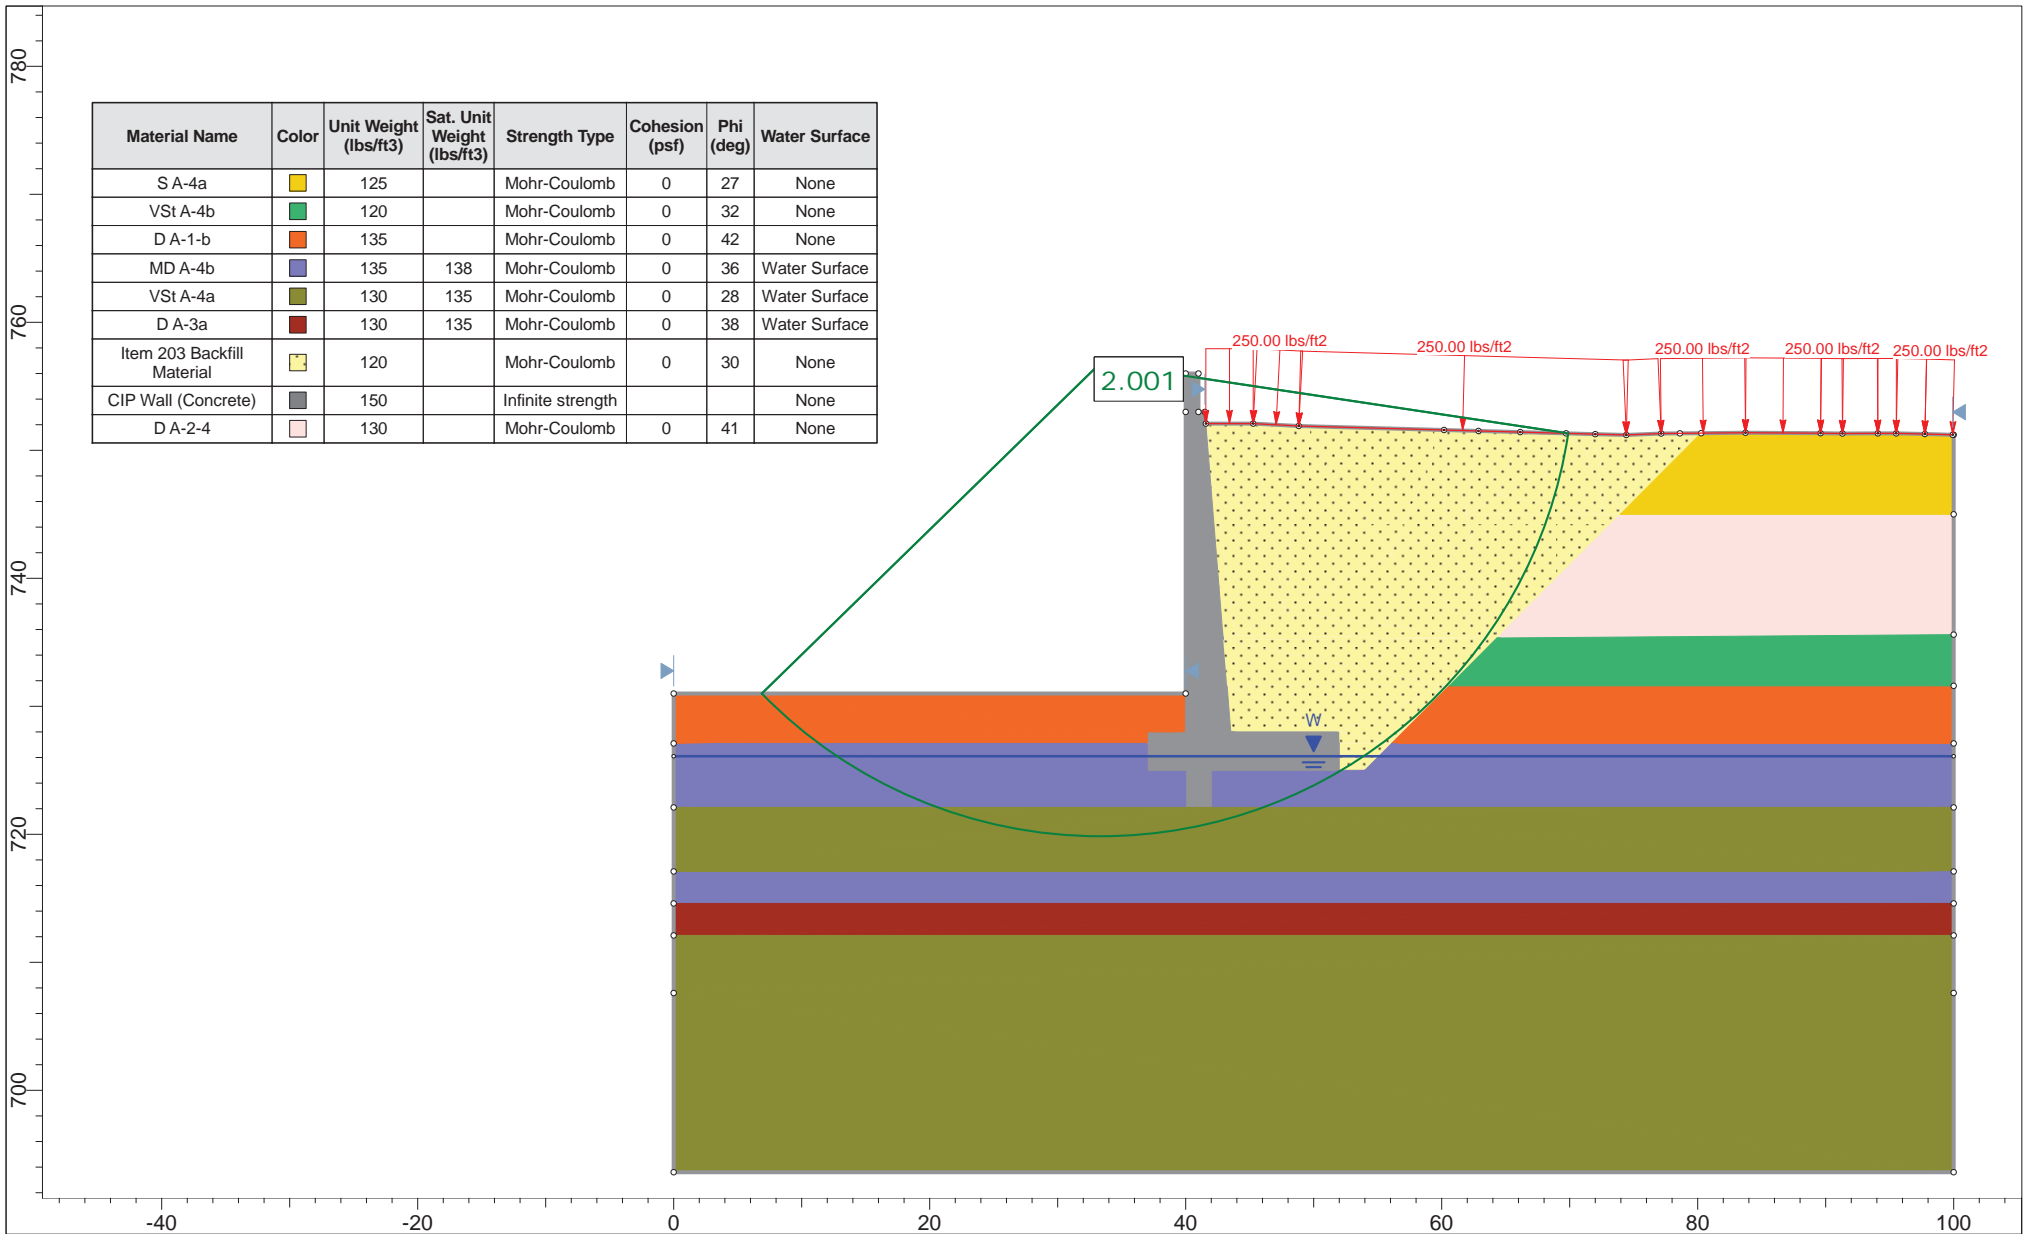 780
760
740
720
700
Material Name Color Unit Weight (lbs/ft3) Sat. Unit Weight (lbs/ft3) Strength Type Cohesion (psf) Phi (deg) Water Surface
S A-4a 125 Mohr-Coulomb 0 27 None
VSt A-4b 120 Mohr-Coulomb 0 32 None
D A-1-b 135 Mohr-Coulomb 0 42 None
MD A-4b 135 138 Mohr-Coulomb 0 36 Water Surface
VSt A-4a 130 135 Mohr-Coulomb 0 28 Water Surface
D A-3a 130 135 Mohr-Coulomb 0 38 Water Surface
Item 203 Backfill Material 120 Mohr-Coulomb 0 30 None
CIP Wall (Concrete) 150 Infinite strength None
D A-2-4 130 Mohr-Coulomb 0 41 None
250.00 lbs/ft2
250.00 lbs/ft2
250.00 lbs/ft2
250.00 lbs/ft2
250.00 lbs/ft2
2.001
W
-40 -20 0 20 40 60 80 100